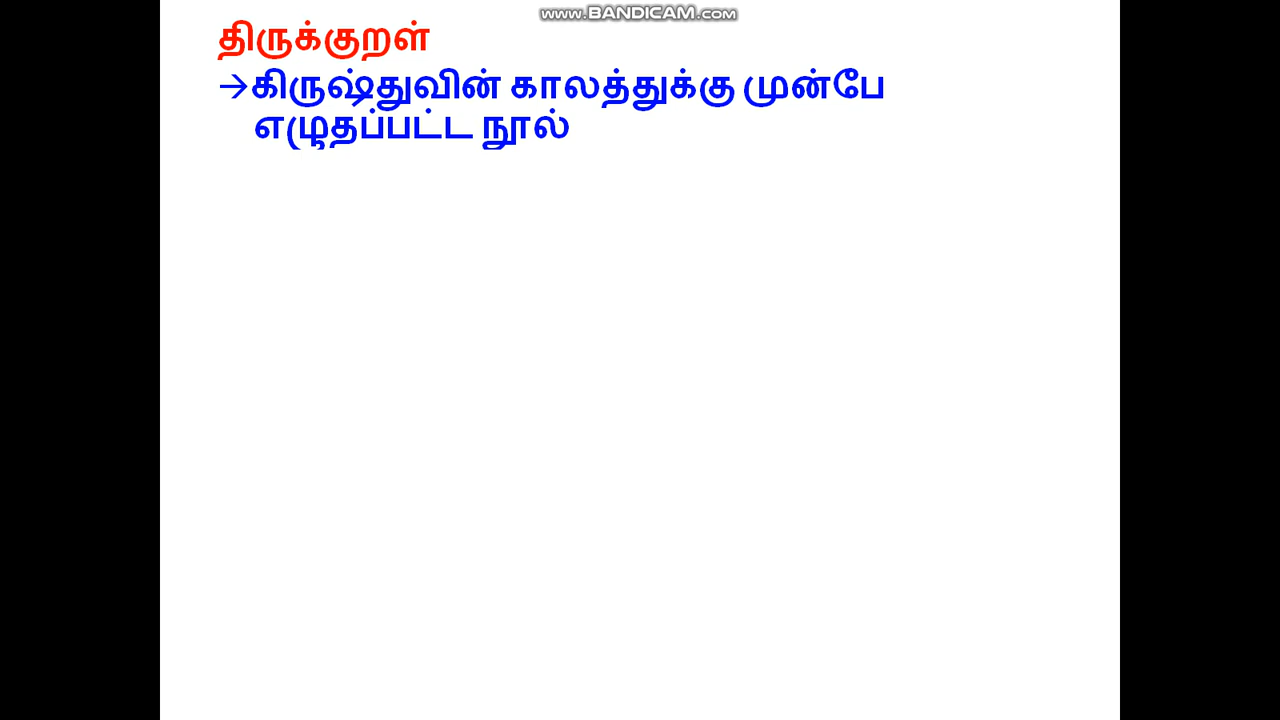 www.BANDICAM.com
திருக்குறள்
→கிருஷ்துவின் காலத்துக்கு முன்பே
எழுதப்பட்ட நூல்